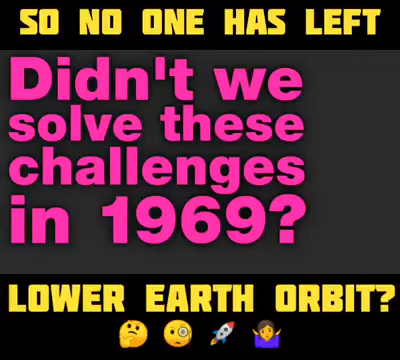 SO NO ONE HAS LEFT
Didn't we
solve these
challenges
in 1969?
LOWER EARTH ORBIT?
🤔 🧐 🚀 🤷‍♀️